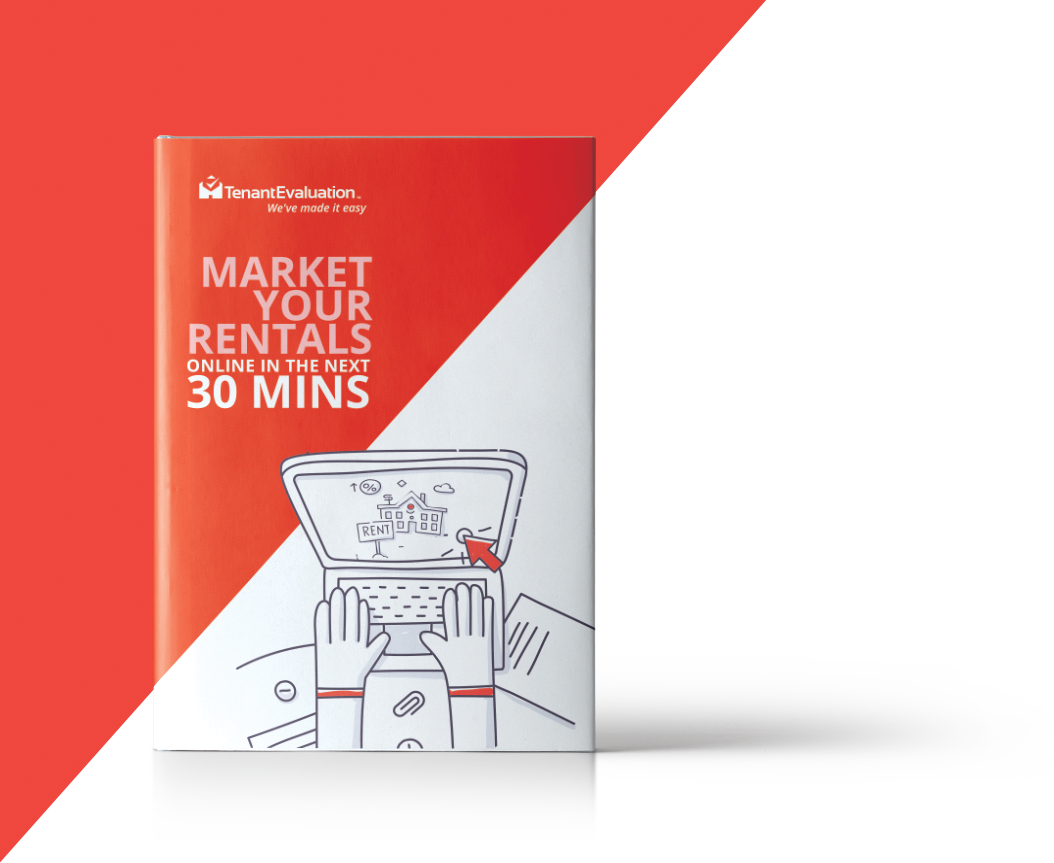 TenantEvaluation
We've made it easy
MARKET
YOUR
RENTALS
ONLINE IN THE NEXT
30 MINS
%
RENT